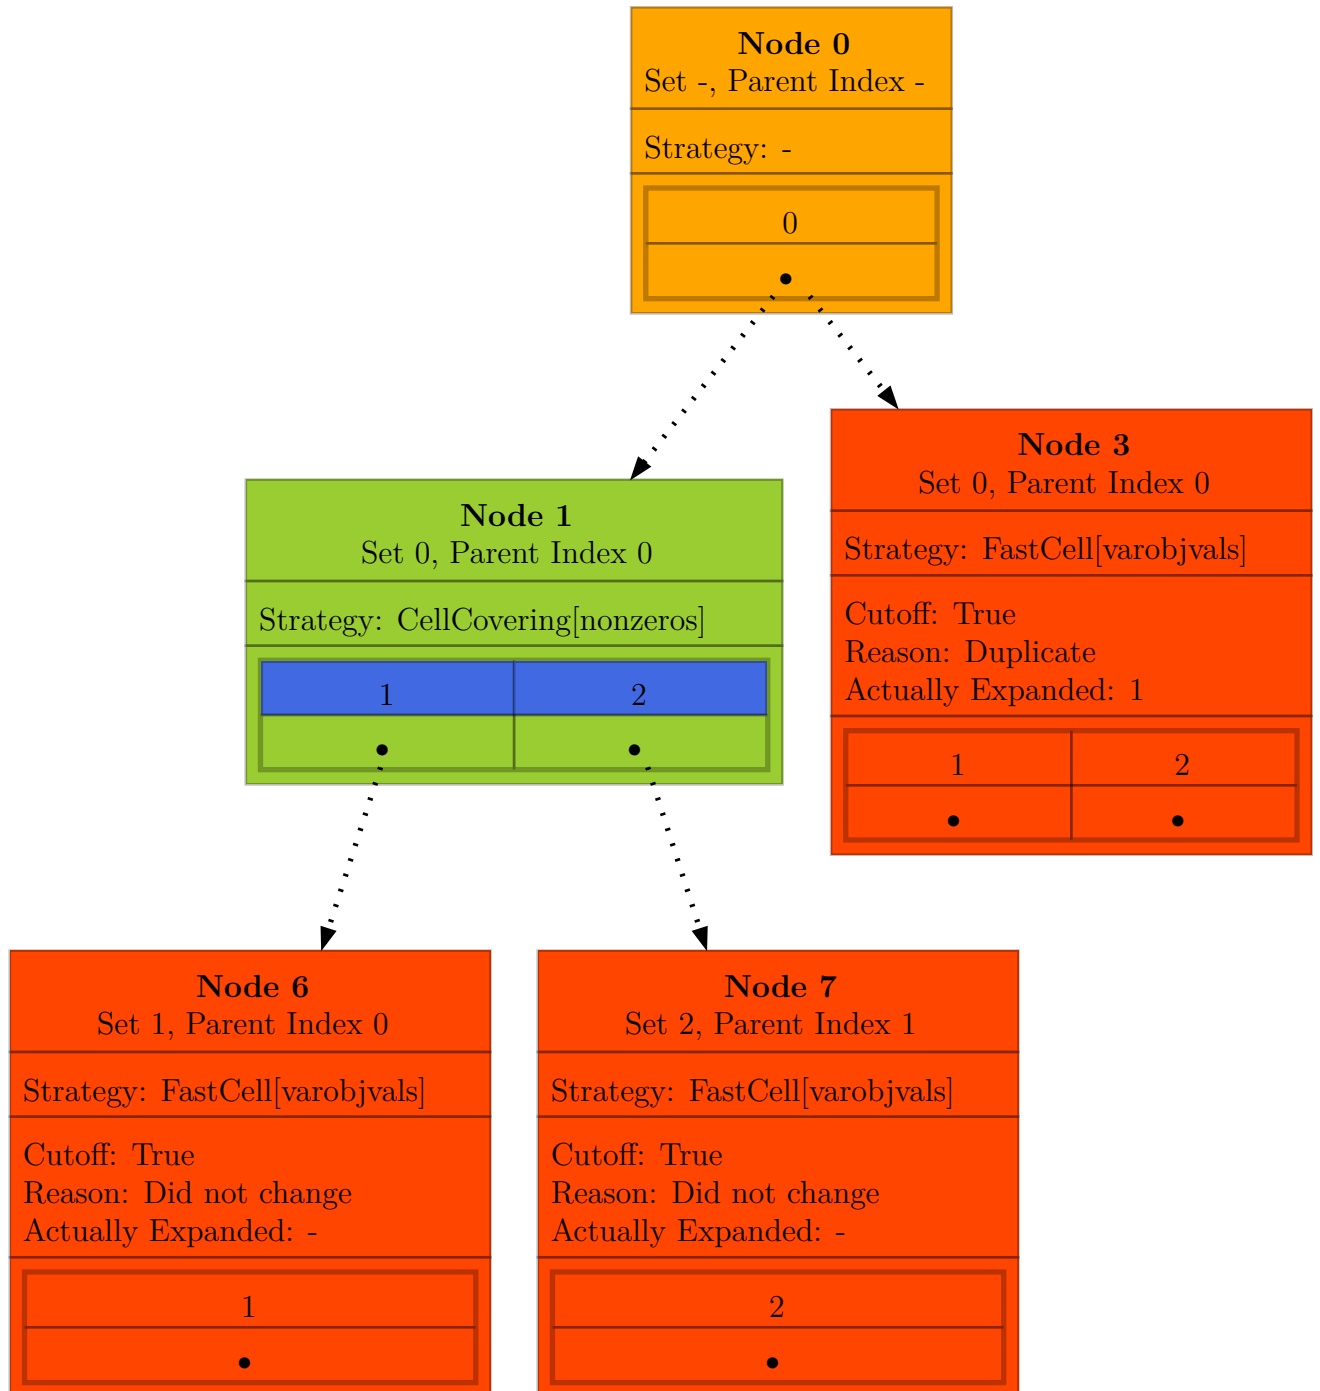 Node 0
Set -, Parent Index -
Strategy: -
0
Node 1
Set 0, Parent Index 0
Strategy: CellCovering[nonzeros]
1 2
Node 3
Set 0, Parent Index 0
Strategy: FastCell[varobjvals]
Cutoff: True
Reason: Duplicate
Actually Expanded: 1
1 2
Node 6
Set 1, Parent Index 0
Strategy: FastCell[varobjvals]
Cutoff: True
Reason: Did not change
Actually Expanded: -
1
Node 7
Set 2, Parent Index 1
Strategy: FastCell[varobjvals]
Cutoff: True
Reason: Did not change
Actually Expanded: -
2